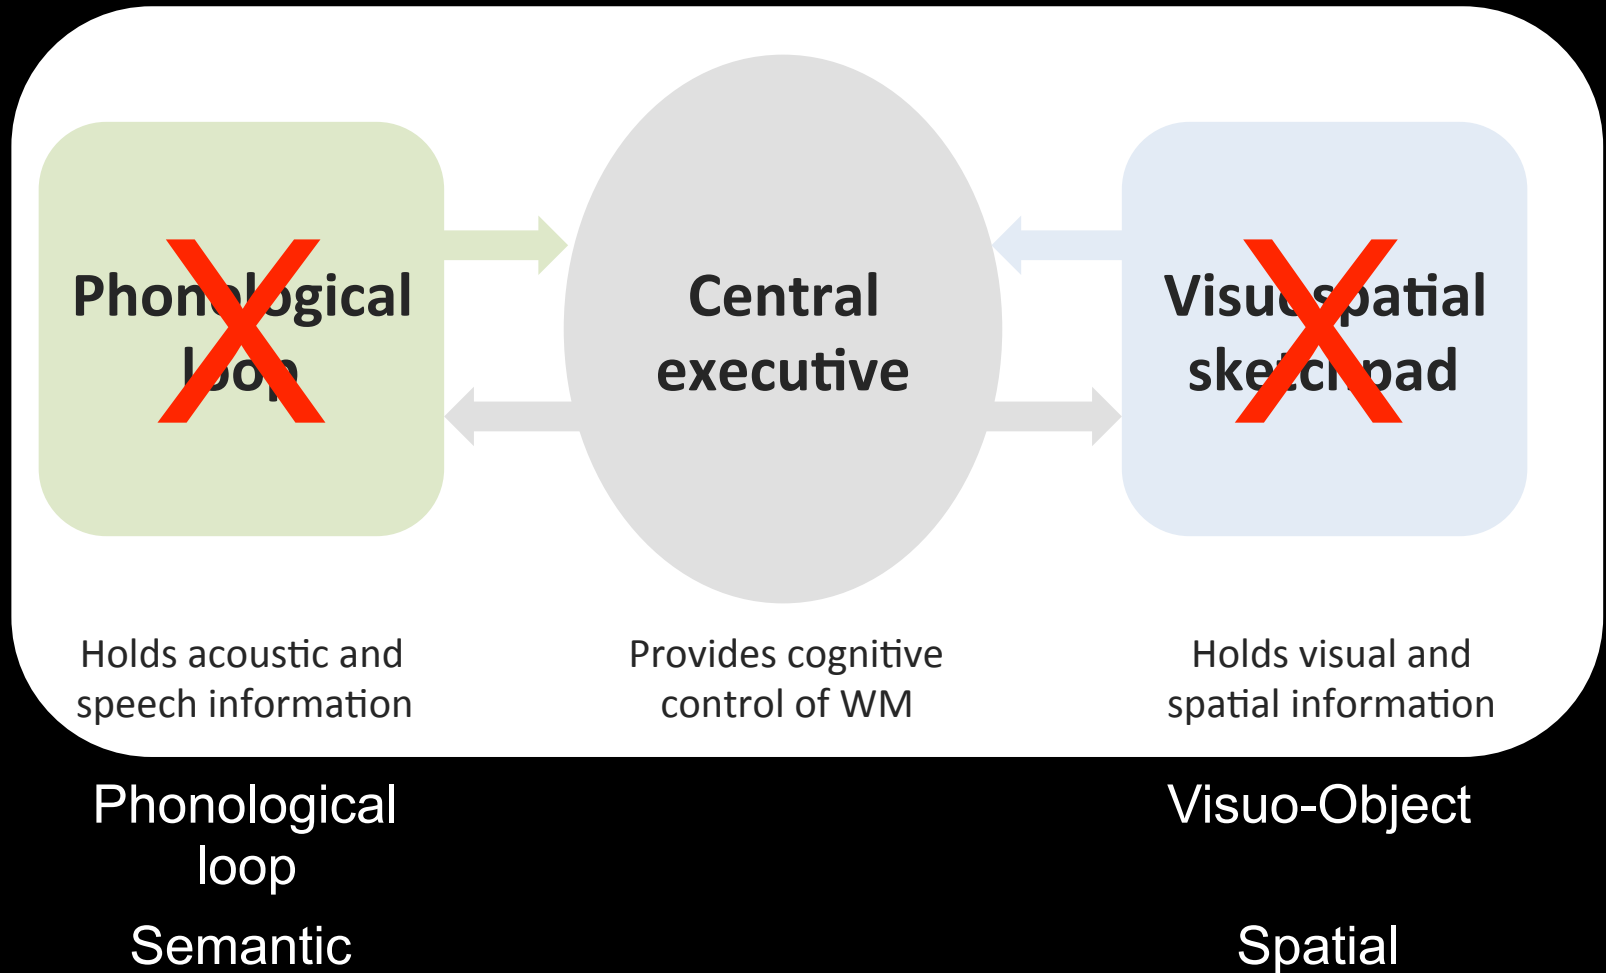 Phonological
loop
X
Central
executive
Visuospatial
sketchpad
X
Holds acoustic and
speech information
Provides cognitive
control of WM
Holds visual and
spatial information
Phonological
loop
Visuo-Object
Semantic
Spatial